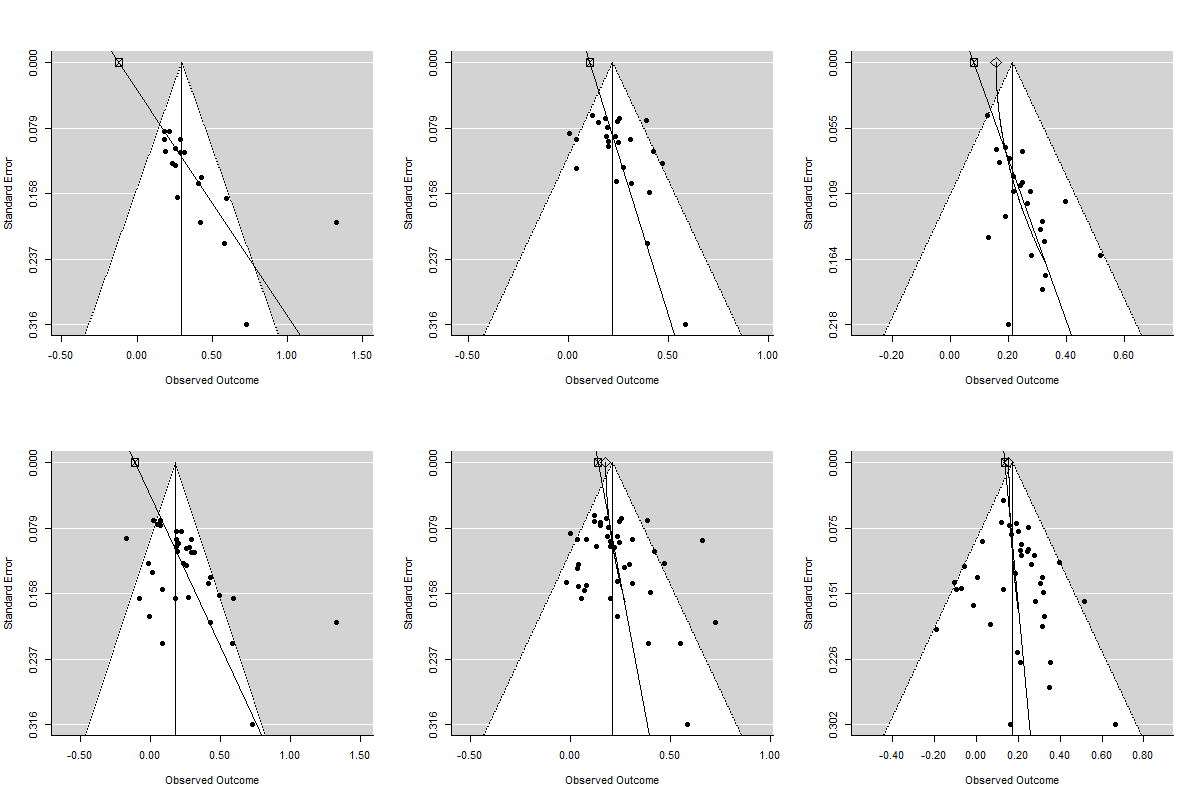 0.000
0.079
0.158
0.237
0.316
Standard Error
-0.50 0.00 0.50 1.00 1.50
Observed Outcome
0.000
0.079
0.158
0.237
0.316
Standard Error
-0.50 0.00 0.50 1.00
Observed Outcome
0.000
0.055
0.109
0.164
0.218
Standard Error
-0.20 0.00 0.20 0.40 0.60
Observed Outcome
0.000
0.079
0.158
0.237
0.316
Standard Error
-0.50 0.00 0.50 1.00 1.50
Observed Outcome
0.000
0.079
0.158
0.237
0.316
Standard Error
-0.50 0.00 0.50 1.00
Observed Outcome
0.000
0.075
0.151
0.226
0.302
Standard Error
-0.40 -0.20 0.00 0.20 0.40 0.60 0.80
Observed Outcome